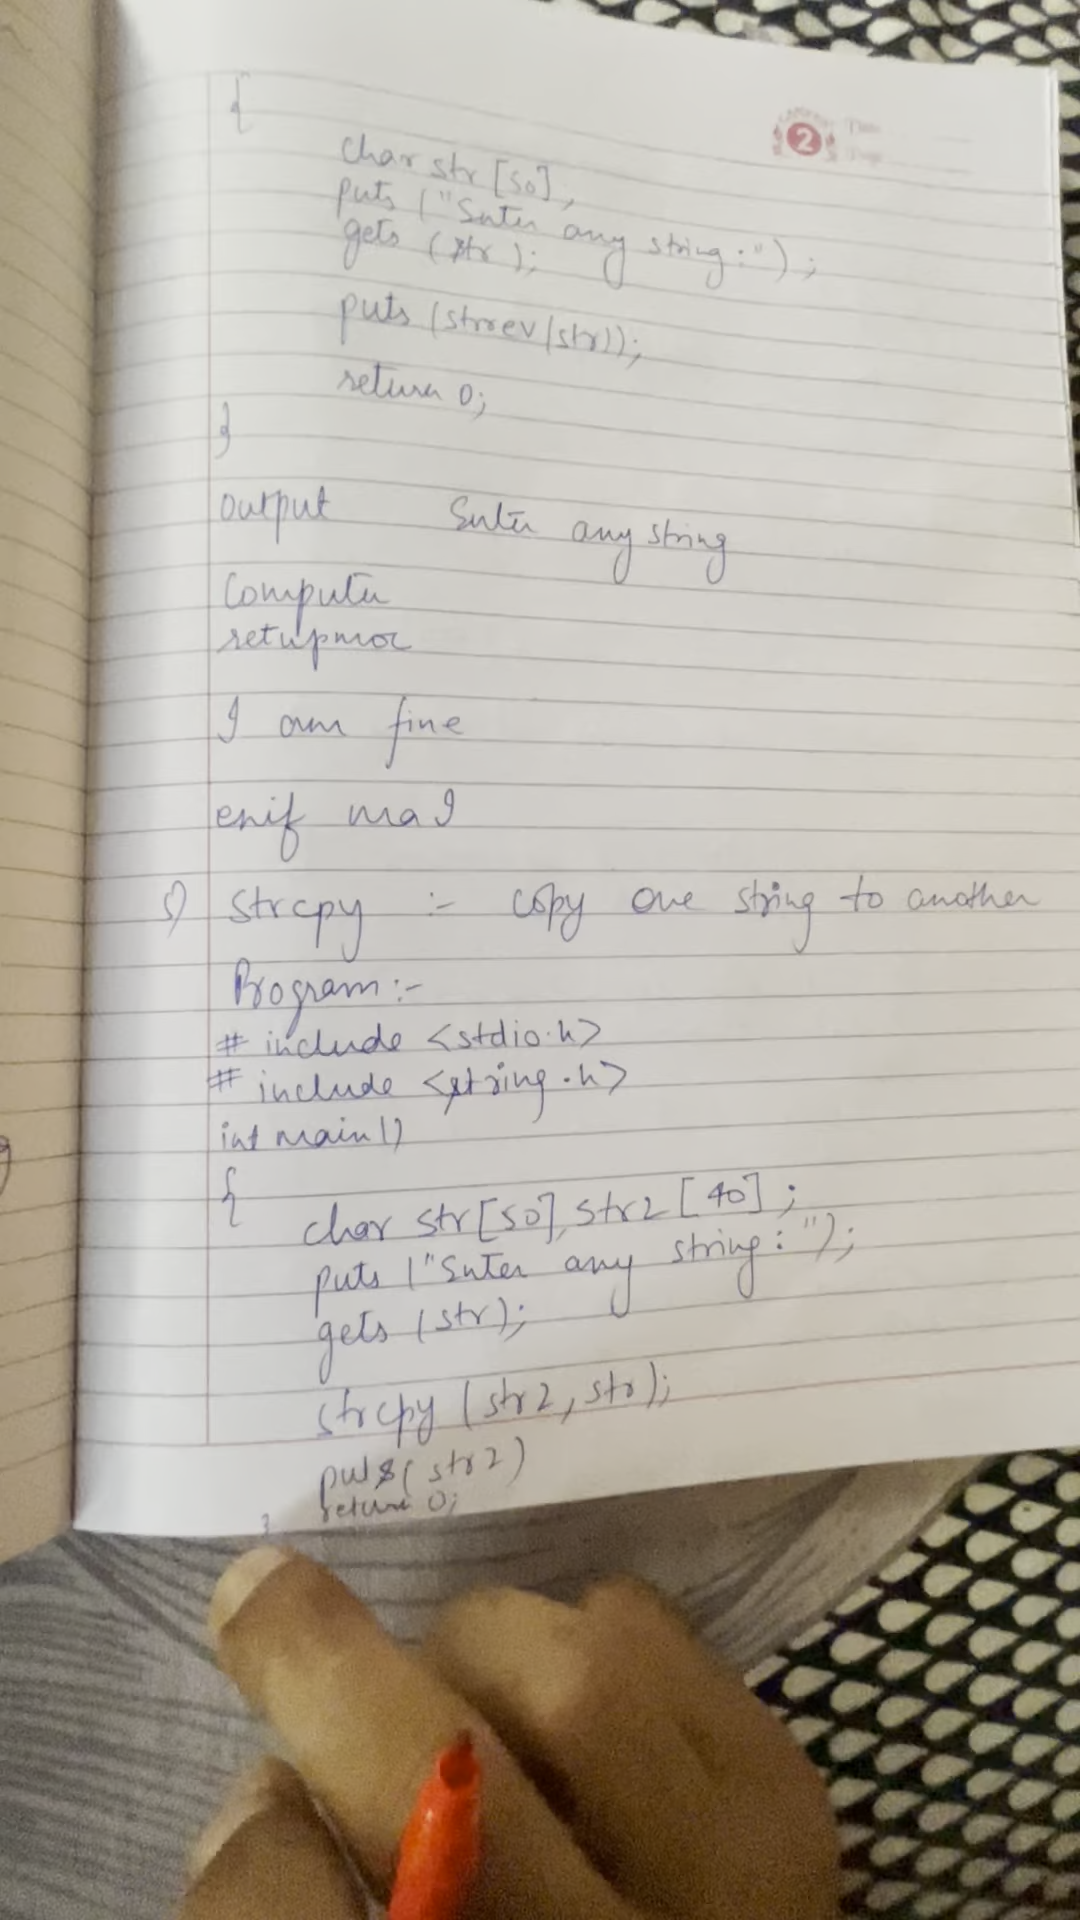 {
2
char str [50],
puts ("Enter any string:");
gets (str);
puts (strrev(str));
return 0;
}
output Enter any string
Computer
retupmoc
I am fine
enif ma I
5) strcpy :- copy one string to another
Program:-
# include <stdio.h>
# include <string.h>
int main()
{
char str[50], str2 [40];
puts ("Enter any string:");
gets (str);
strcpy (str2, str);
puts( str2)
return 0;
}